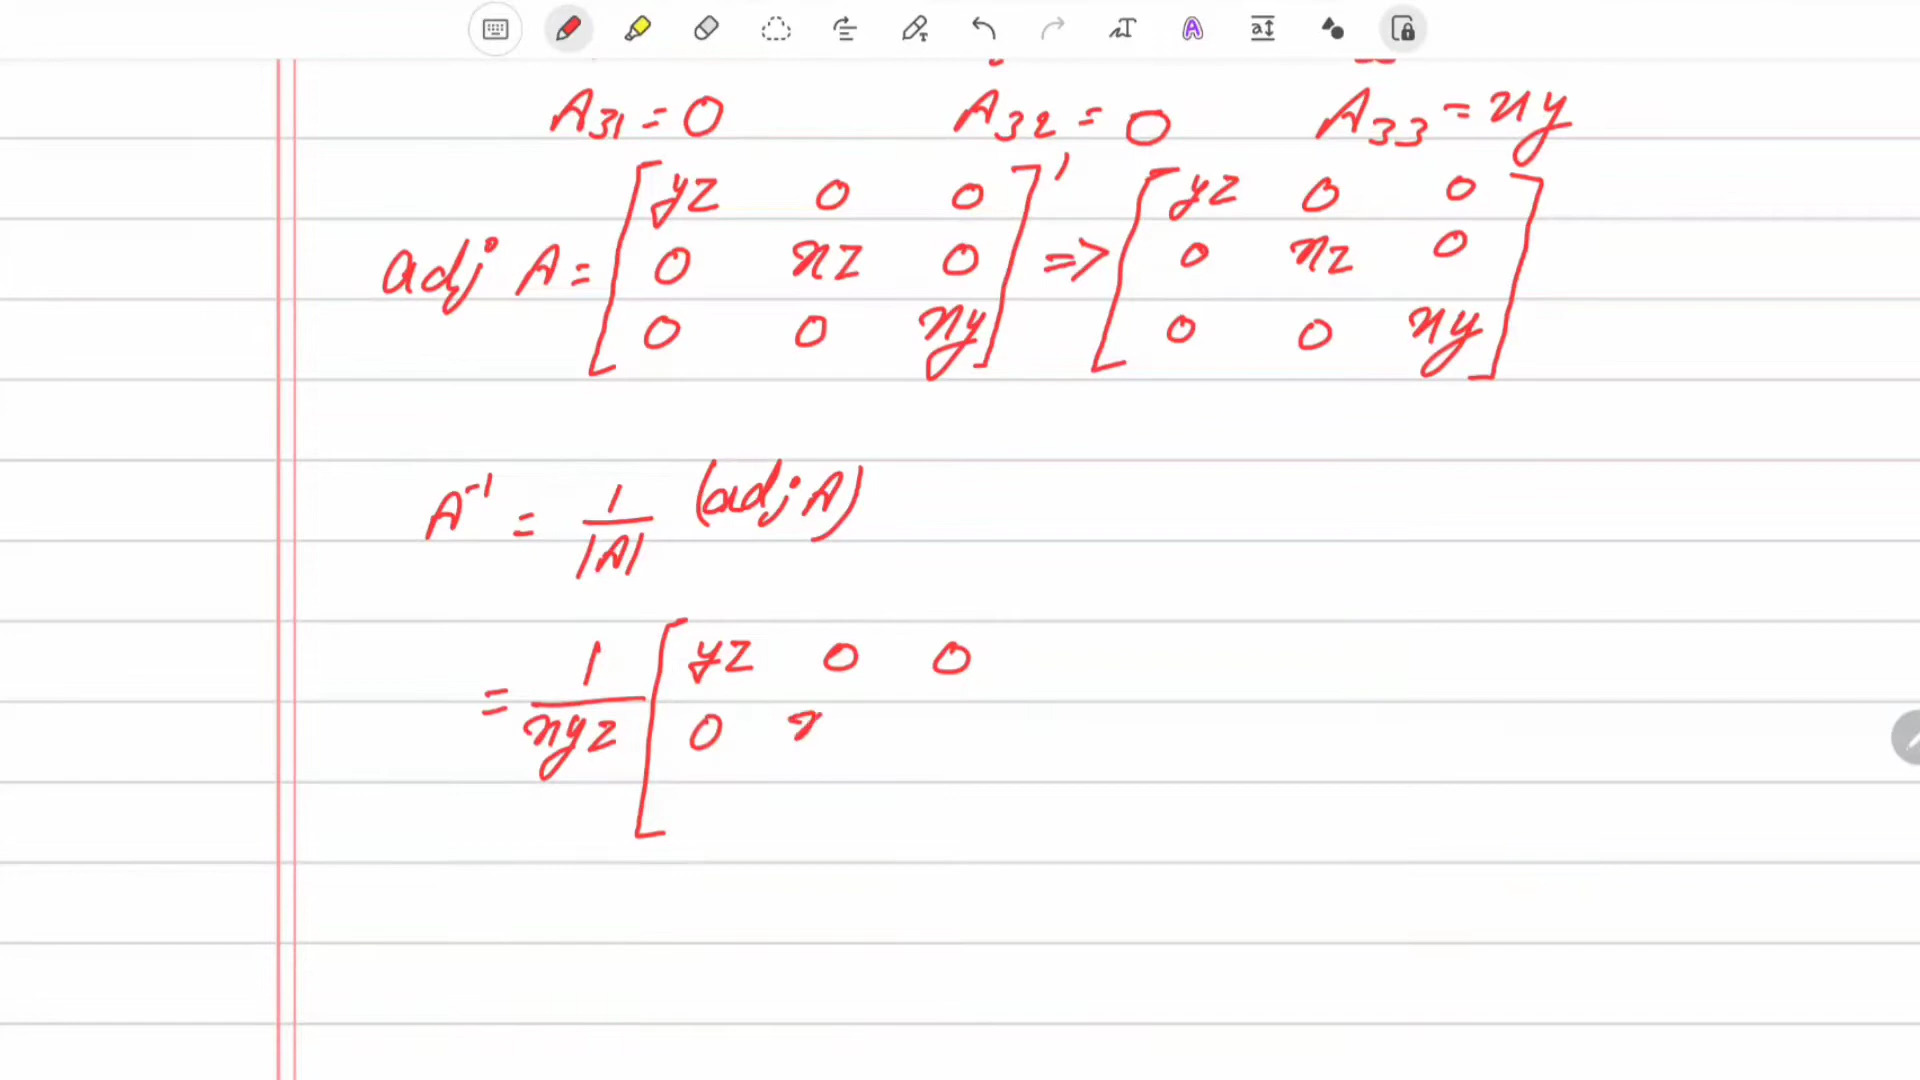 A31 = 0 A32 = 0 A33 = xy
adj A = [yz 0 0]' => [yz 0 0]
0 xz 0 0 xz 0
0 0 xy 0 0 xy
A⁻¹ = 1/|A| (adj A)
= 1/xyz [yz 0 0
0 x